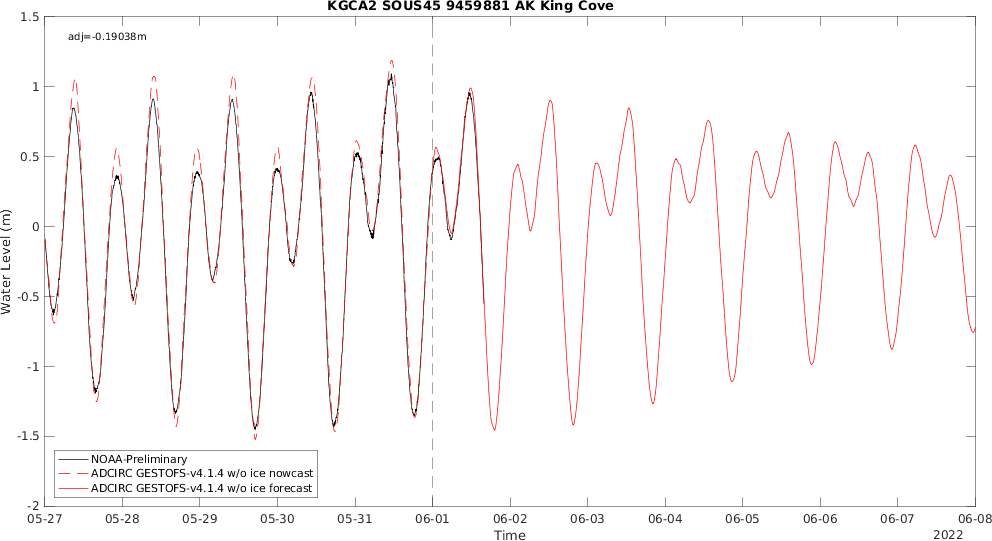 KGCA2 SOUS45 9459881 AK King Cove
adj=-0.19038m
1.5
1
0.5
0
-0.5
-1
-1.5
-2
Water Level (m)
NOAA-Preliminary
ADCIRC GESTOFS-v4.1.4 w/o ice nowcast
ADCIRC GESTOFS-v4.1.4 w/o ice forecast
05-27 05-28 05-29 05-30 05-31 06-01 06-02 06-03 06-04 06-05 06-06 06-07 06-08
Time
2022